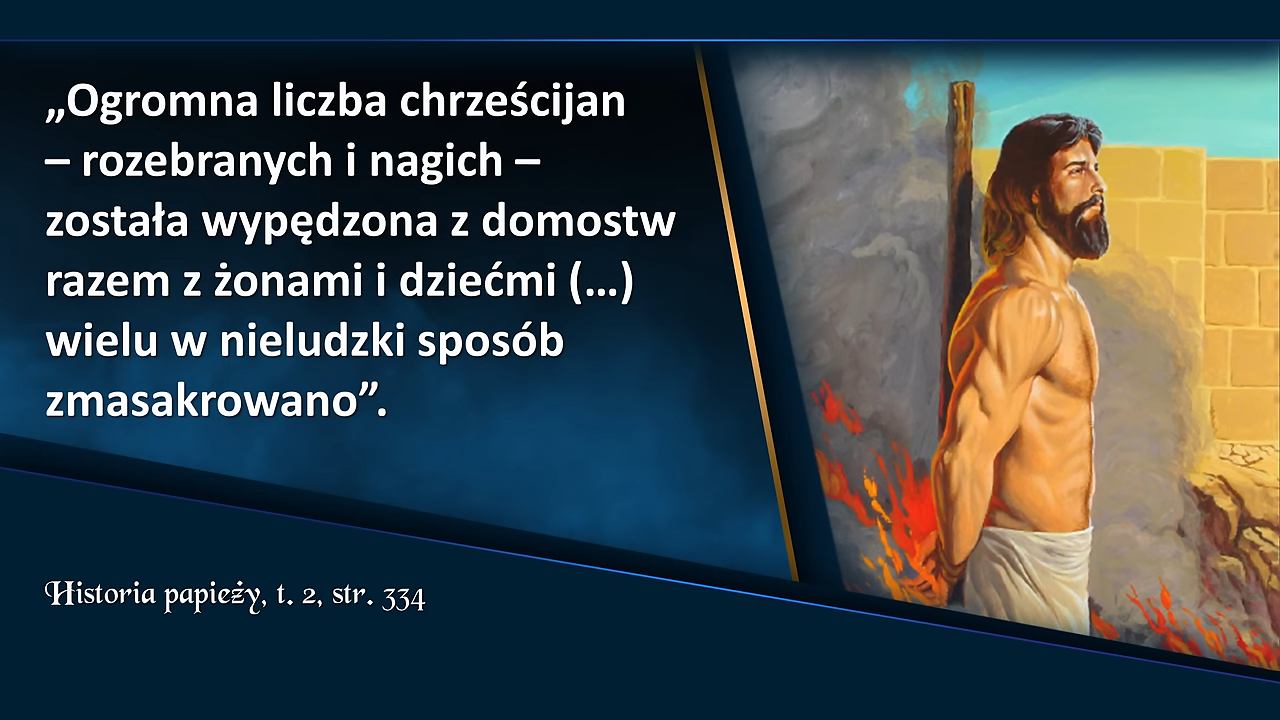 „Ogromna liczba chrześcijan
– rozebranych i nagich –
została wypędzona z domostw
razem z żonami i dziećmi (...)
wielu w nieludzki sposób
zmasakrowano”.
Historia papieży, t. 2, str. 334